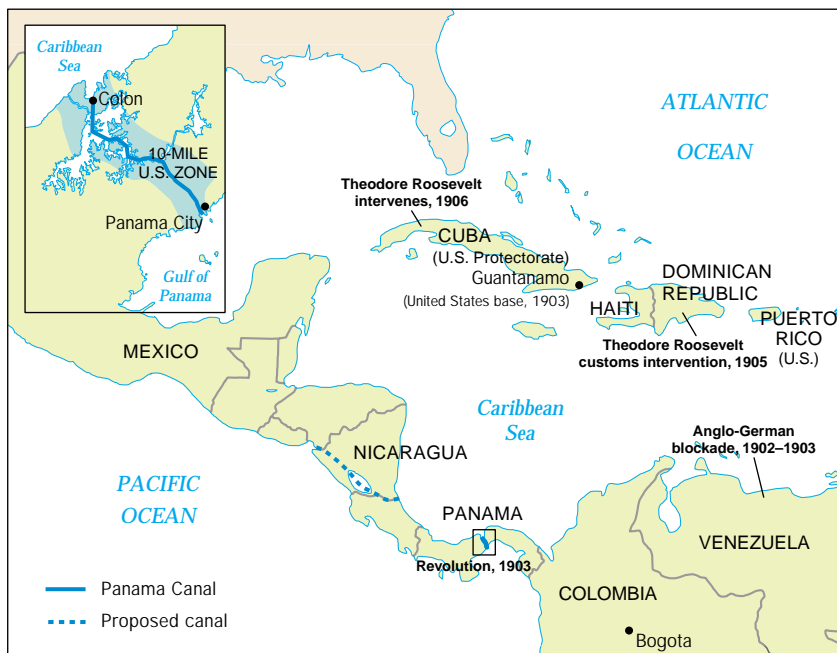 Caribbean
Sea
Colon
10-MILE
U.S. ZONE
Panama City
Gulf of
Panama
ATLANTIC
OCEAN
Theodore Roosevelt
intervenes, 1906
CUBA
(U.S. Protectorate)
Guantanamo
(United States base, 1903)
HAITI
DOMINICAN
REPUBLIC
PUERTO
RICO
(U.S.)
Theodore Roosevelt
customs intervention, 1905
MEXICO
Caribbean
Sea
Anglo-German
blockade, 1902–1903
NICARAGUA
PACIFIC
OCEAN
PANAMA
Revolution, 1903
VENEZUELA
COLOMBIA
Bogota
Panama Canal
Proposed canal